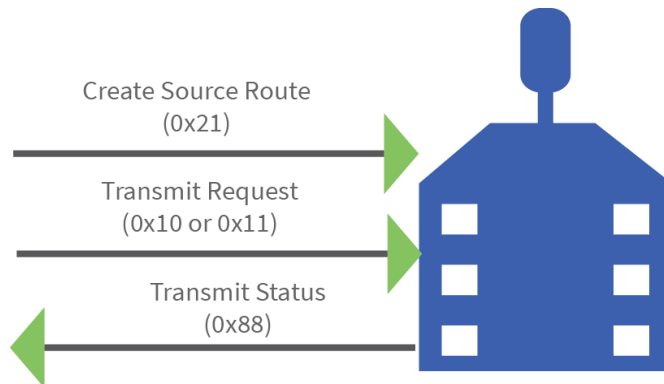 Create Source Route
(0x21)
Transmit Request
(0x10 or 0x11)
Transmit Status
(0x88)